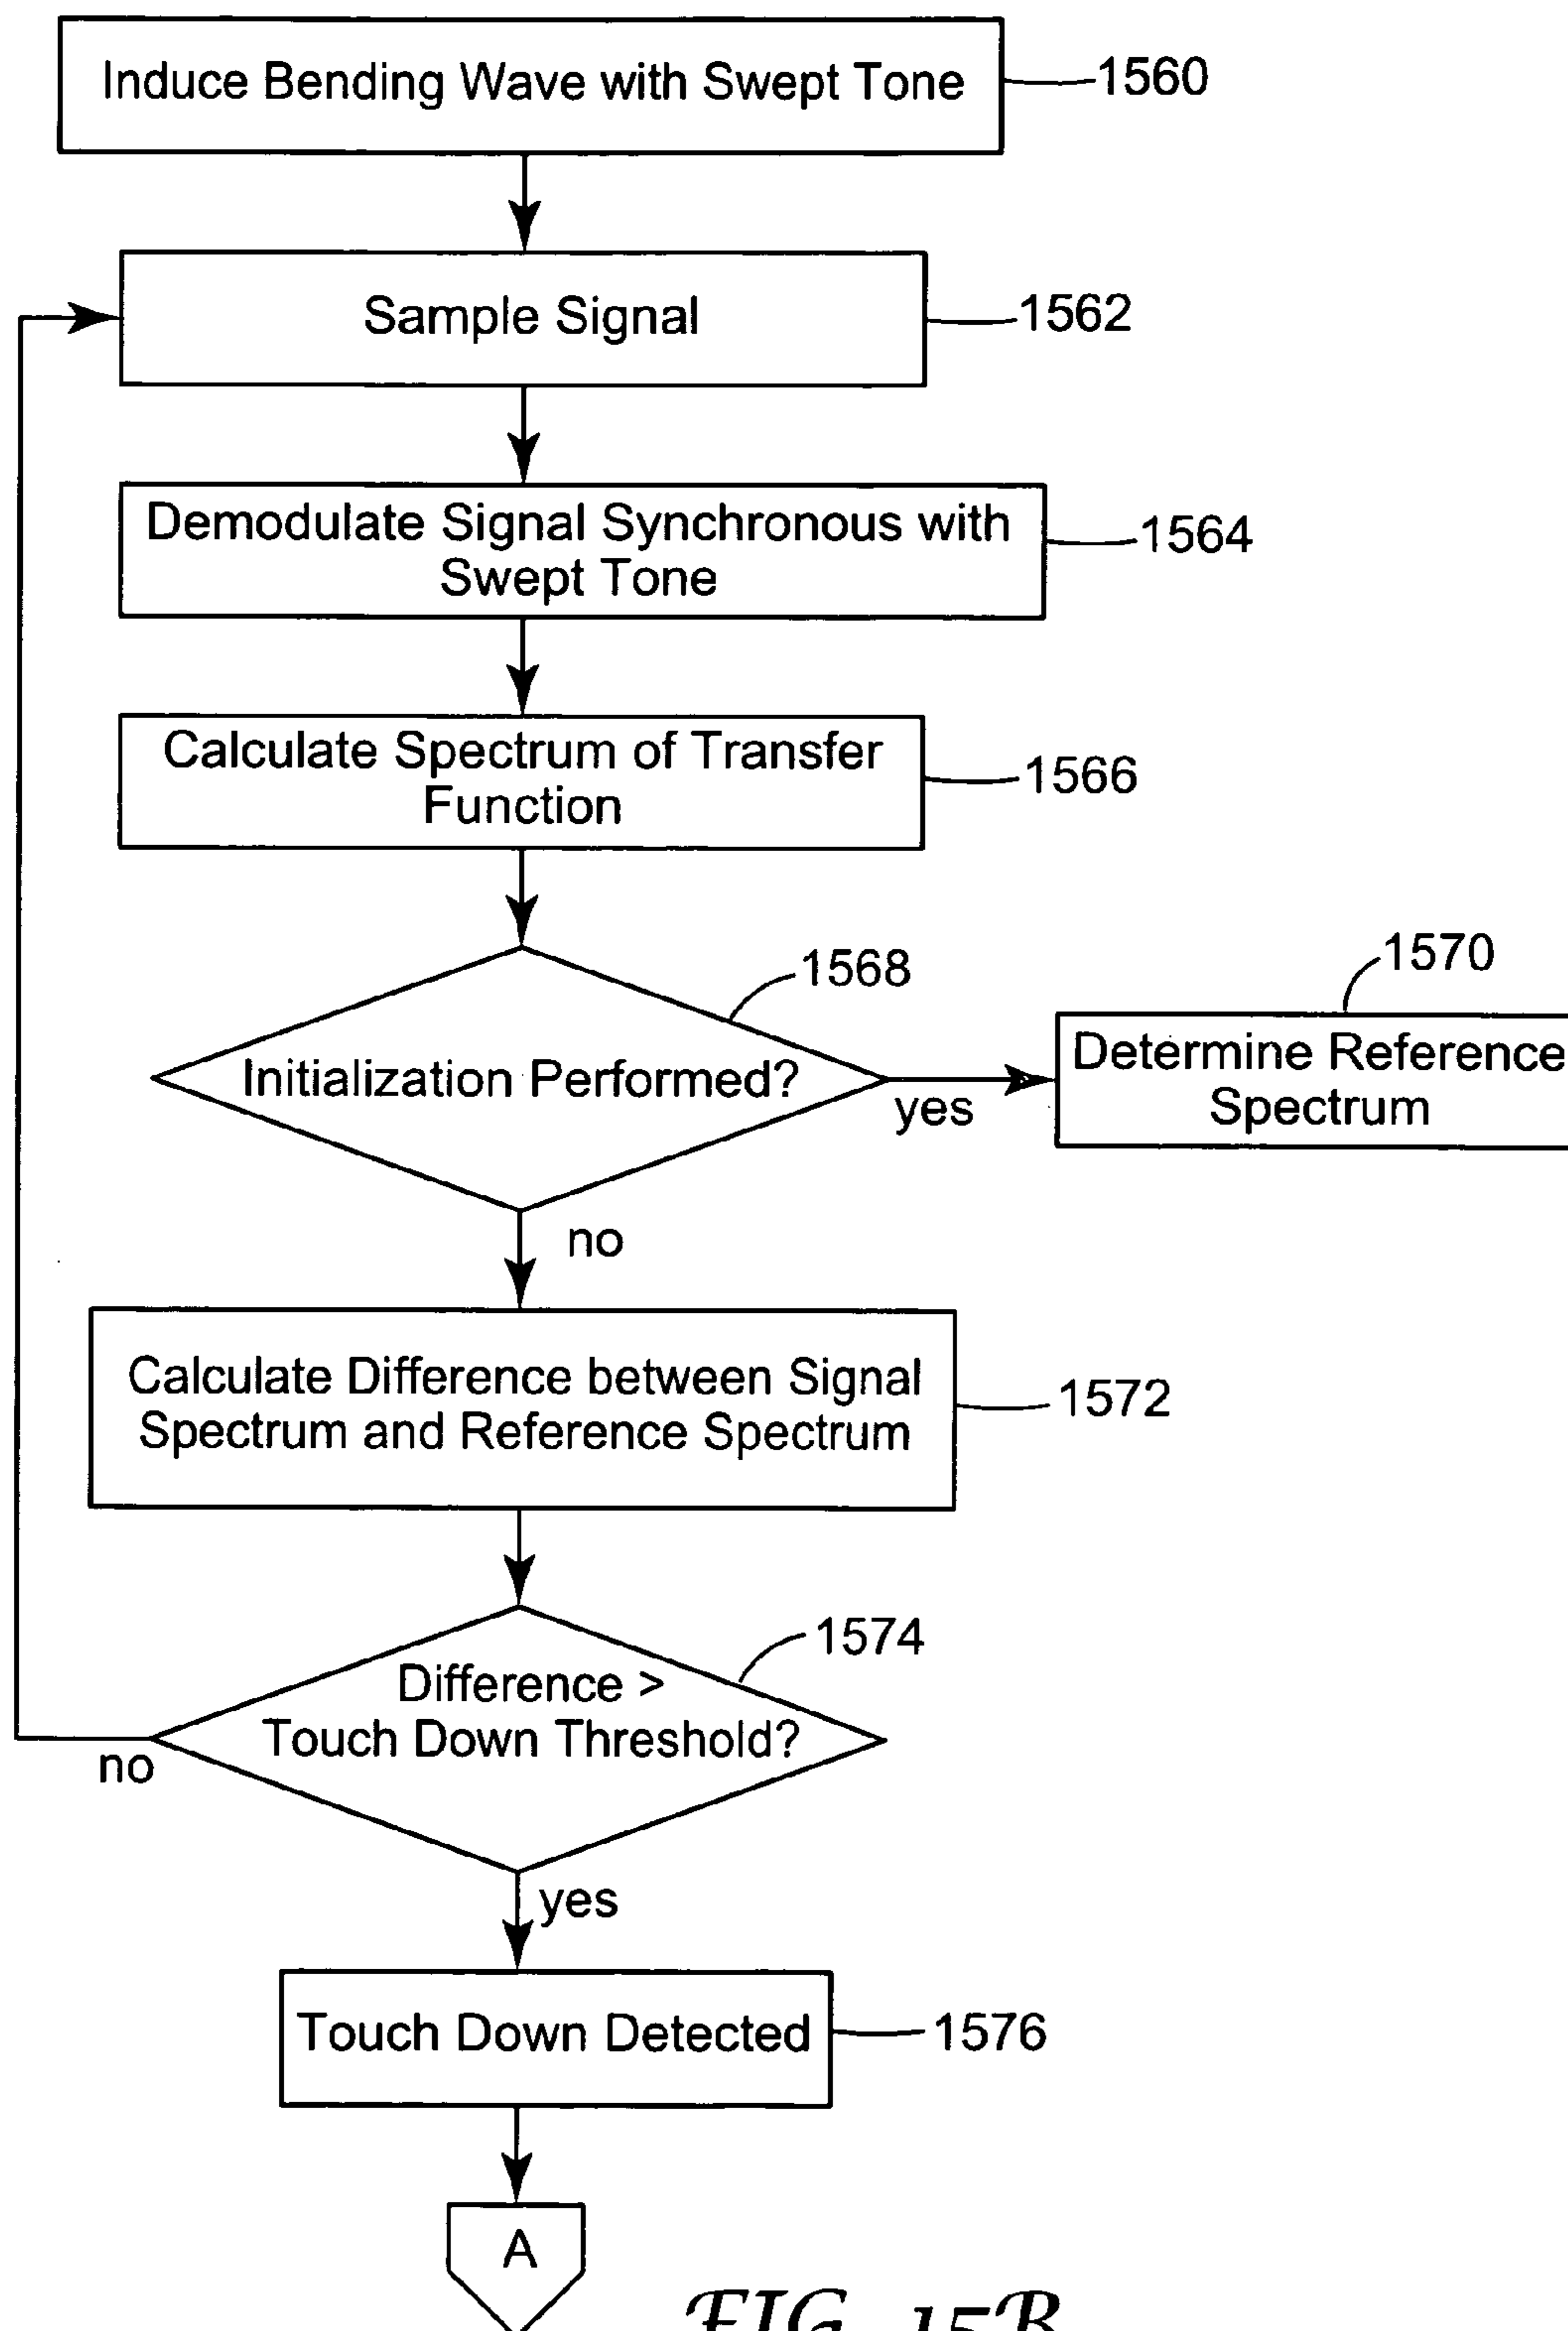 Induce Bending Wave with Swept Tone
1560
Sample Signal
1562
Demodulate Signal Synchronous with
Swept Tone
1564
Calculate Spectrum of Transfer
Function
1566
1568
Initialization Performed?
yes
1570
Determine Reference
Spectrum
no
Calculate Difference between Signal
Spectrum and Reference Spectrum
1572
1574
Difference >
Touch Down Threshold?
no
yes
Touch Down Detected
1576
A
FIG. 15B